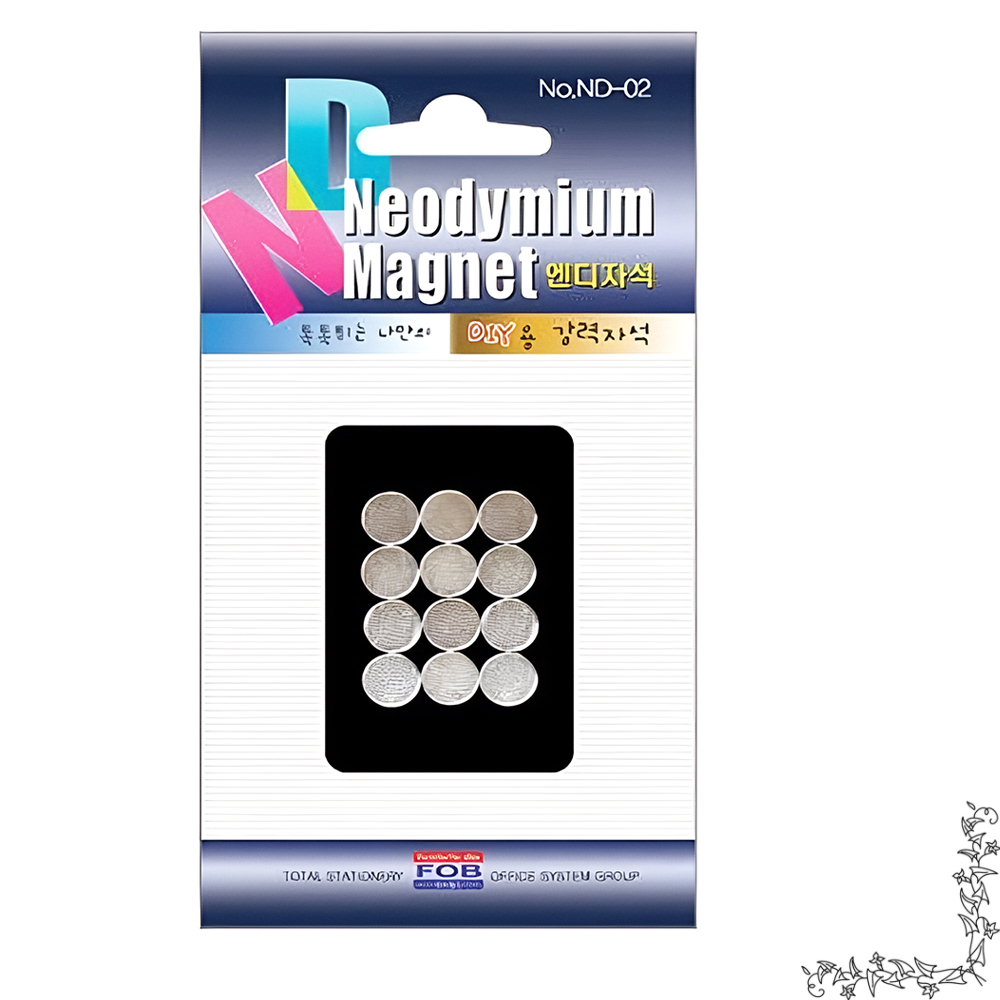 No.ND-02
ND
Neodymium
Magnet 엔디자석
톡톡튀는 나만의 DIY용 강력자석
FOB
TOTAL STATIONERY OFFICE SYSTEM GROUP